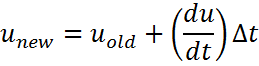 u_new = u_old + (du/dt) Δt